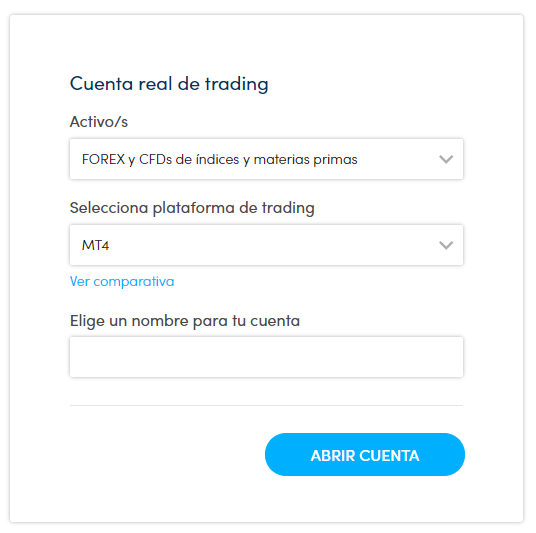 Cuenta real de trading
Activo/s
FOREX y CFDs de índices y materias primas
Selecciona plataforma de trading
MT4
Ver comparativa
Elige un nombre para tu cuenta
ABRIR CUENTA